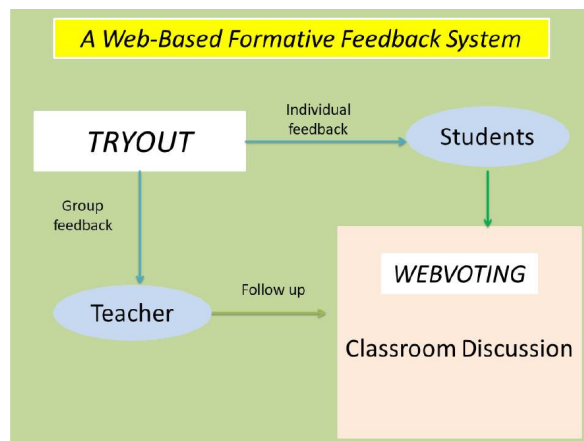 A Web-Based Formative Feedback System
TRYOUT
Individual
feedback
Students
Group
feedback
WEBVOTING
Teacher
Follow up
Classroom Discussion